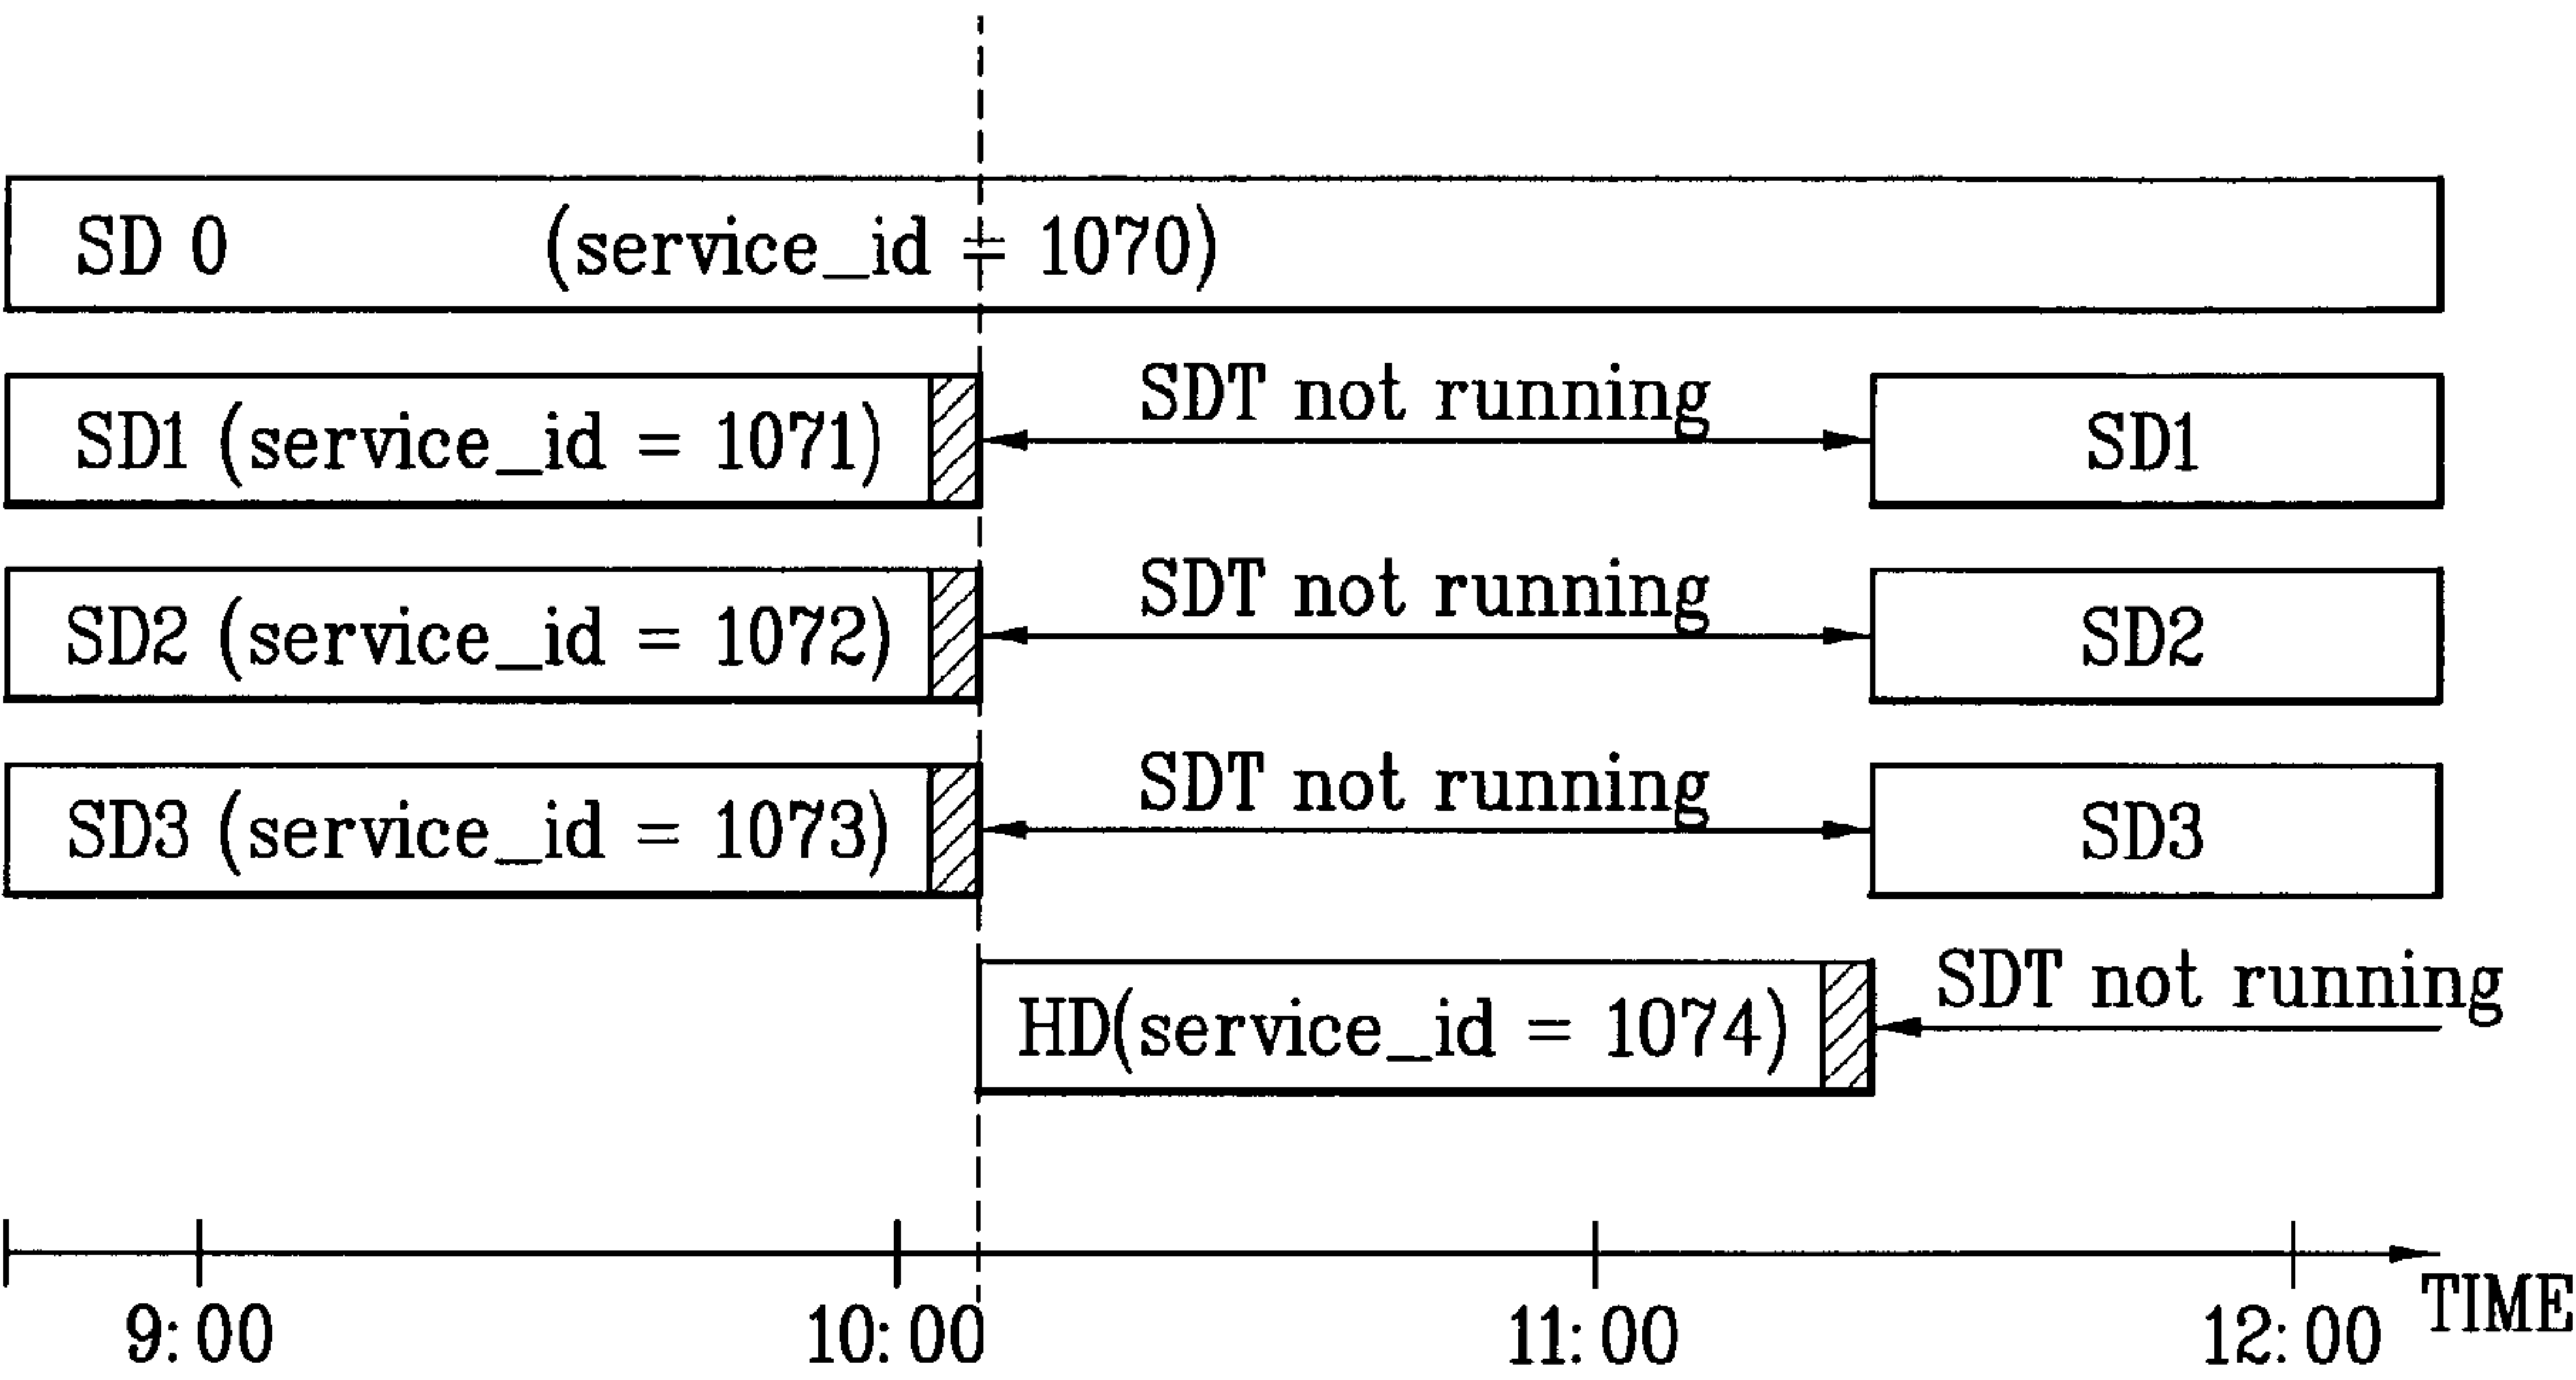 SD 0 (service_id = 1070)
SDT not running
SD1 (service_id = 1071)
SD1
SDT not running
SD2 (service_id = 1072)
SD2
SDT not running
SD3 (service_id = 1073)
SD3
SDT not running
HD(service_id = 1074)
9:00 10:00 11:00 12:00 TIME